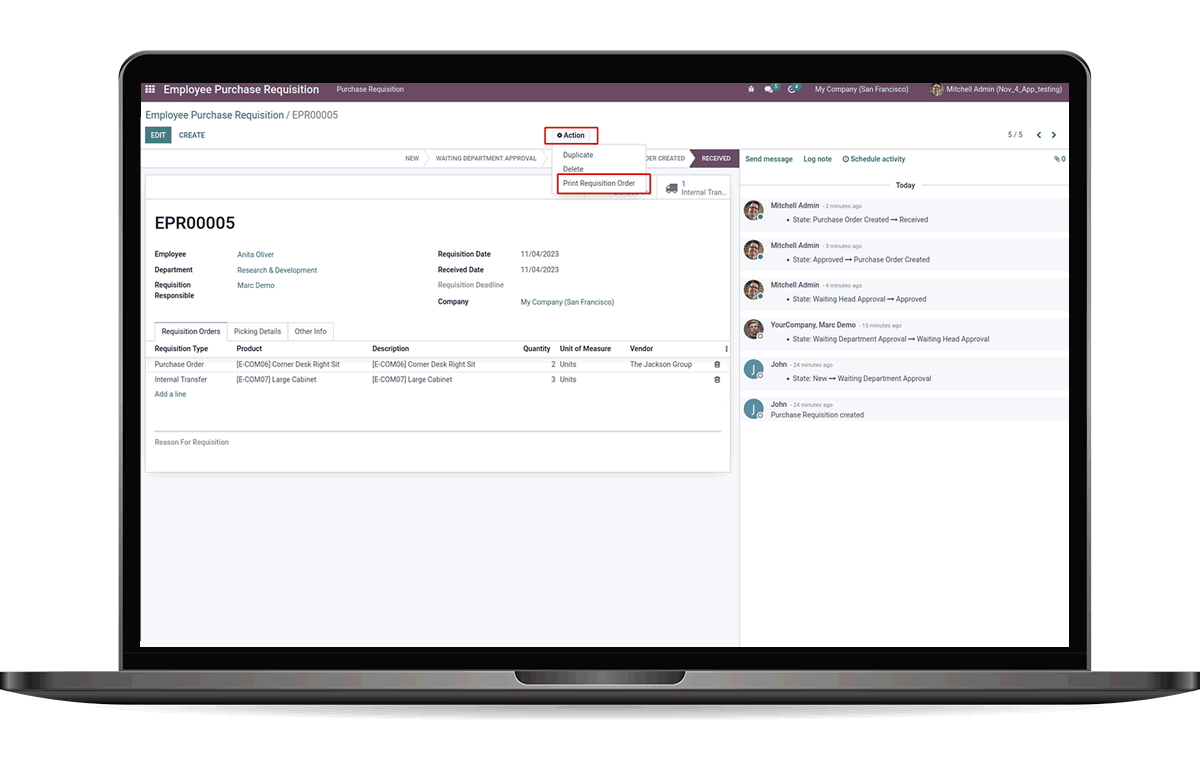 Employee Purchase Requisition Purchase Requisition 5 4 My Company (San Francisco) Mitchell Admin (Nov_4_App_testing)
Employee Purchase Requisition / EPR00005
EDIT CREATE Action 5 / 5
NEW WAITING DEPARTMENT APPROVAL CREATED RECEIVED Send message Log note Schedule activity 0
Duplicate
Delete
Print Requisition Order
1
Internal Tran...
Today
EPR00005
Employee Anita Oliver
Department Research & Development
Requisition Responsible Marc Demo
Requisition Date 11/04/2023
Received Date 11/04/2023
Requisition Deadline
Company My Company (San Francisco)
Requisition Orders Picking Details Other Info
Requisition Type Product Description Quantity Unit of Measure Vendor
Purchase Order [E-COM06] Corner Desk Right Sit [E-COM06] Corner Desk Right Sit 2 Units The Jackson Group
Internal Transfer [E-COM07] Large Cabinet [E-COM07] Large Cabinet 3 Units
Add a line
Reason For Requisition
Mitchell Admin - 2 minutes ago
• State: Purchase Order Created → Received
Mitchell Admin - 3 minutes ago
• State: Approved → Purchase Order Created
Mitchell Admin - 4 minutes ago
• State: Waiting Head Approval → Approved
YourCompany, Marc Demo - 15 minutes ago
• State: Waiting Department Approval → Waiting Head Approval
J John - 24 minutes ago
• State: New → Waiting Department Approval
J John - 24 minutes ago
Purchase Requisition created